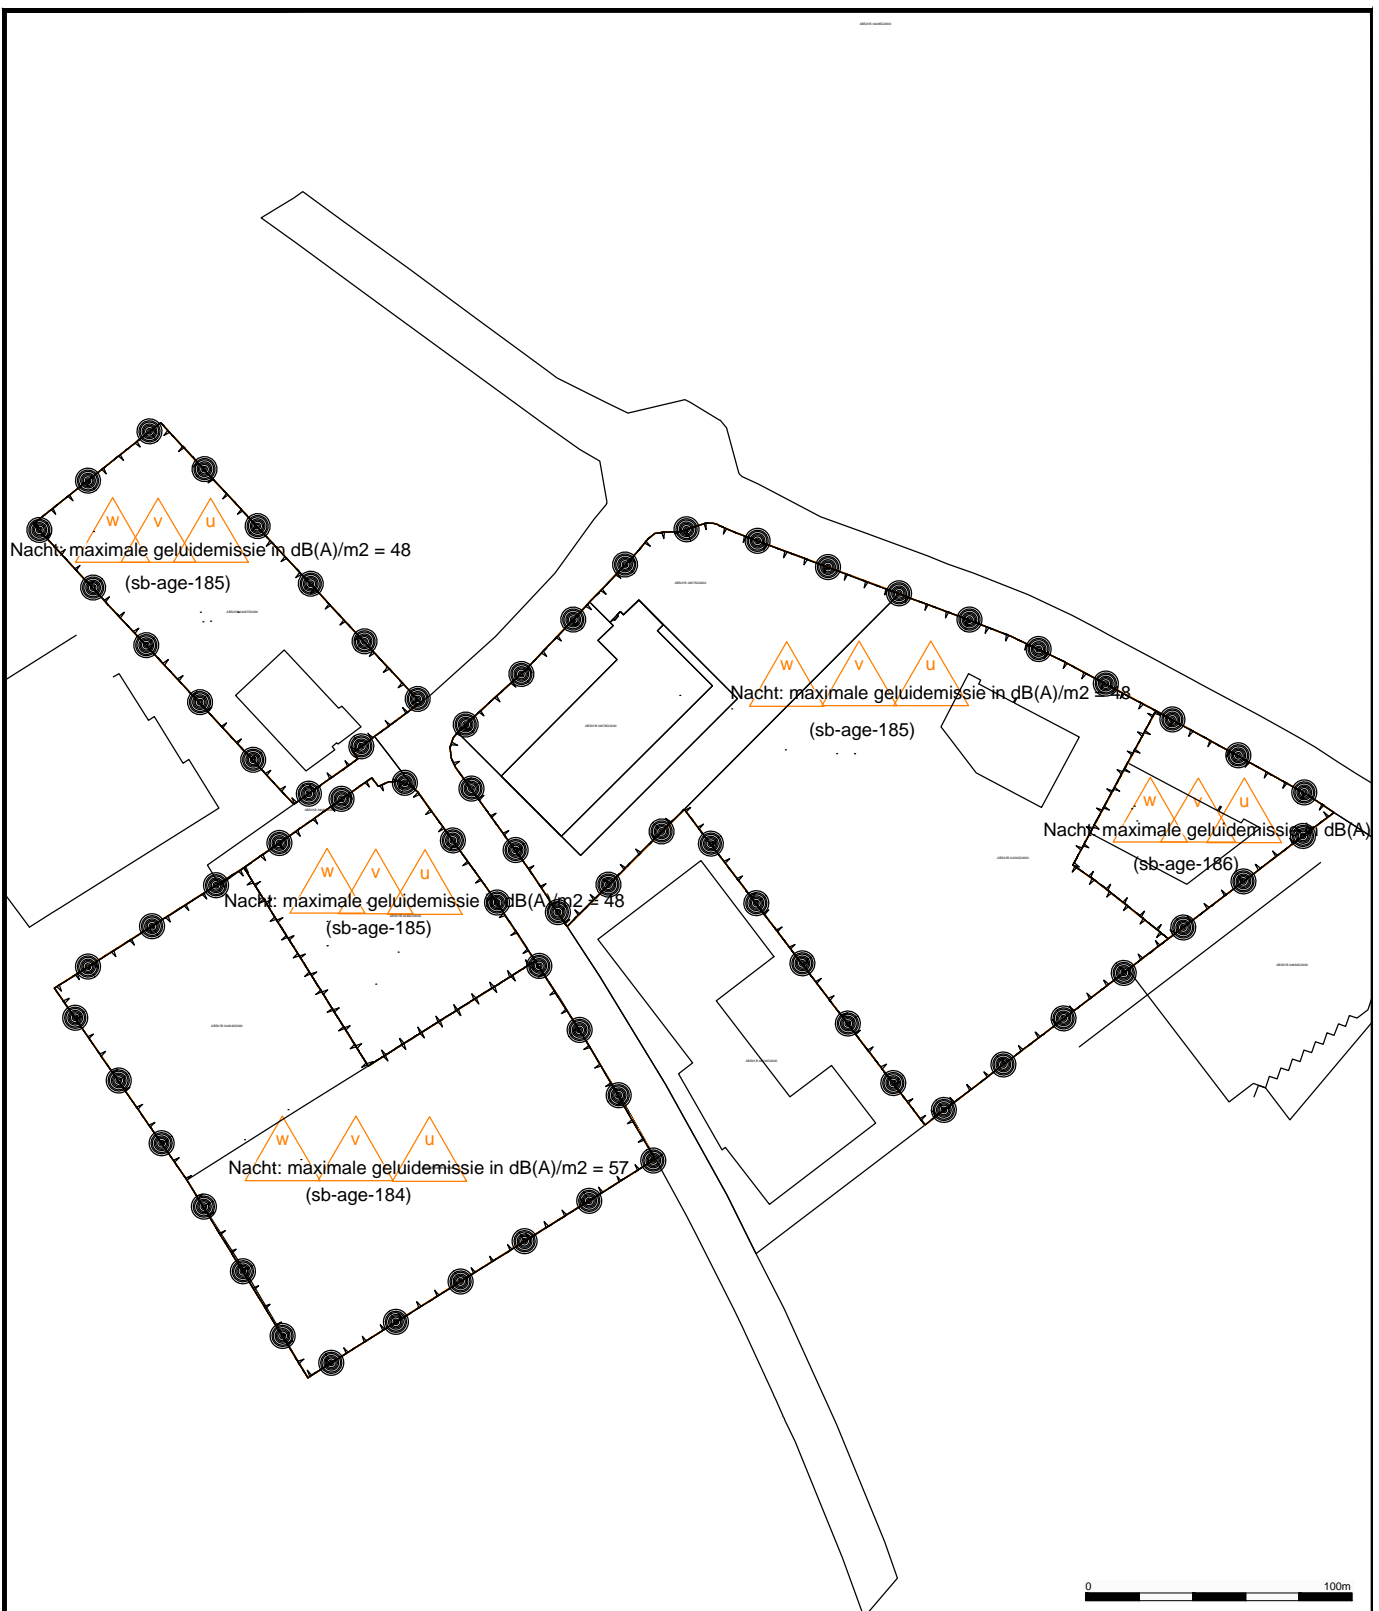 w v u
Nacht: maximale geluidemissie in dB(A)/m2 = 48
(sb-age-185)
w v u
Nacht: maximale geluidemissie in dB(A)/m2 = 48
(sb-age-185)
w v u
Nacht: maximale geluidemissie in dB(A)
(sb-age-186)
w v u
Nacht: maximale geluidemissie in dB(A)/m2 = 48
(sb-age-185)
w v u
Nacht: maximale geluidemissie in dB(A)/m2 = 57
(sb-age-184)
0 100m